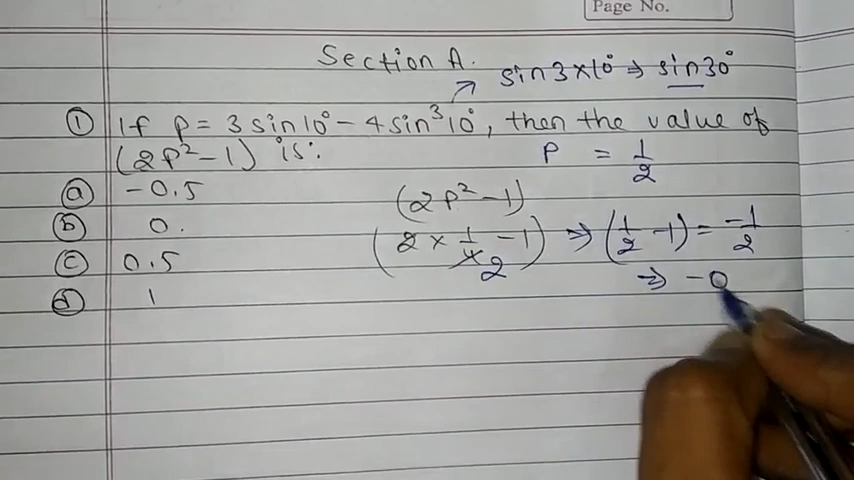 Page No.
Section A.
sin3×10° ⇒ sin30°
① If P = 3 sin10° - 4 sin³10°, then the value of
(2P² - 1) is:
P = 1/2
ⓐ -0.5
ⓑ 0.
ⓒ 0.5
ⓓ 1
(2P² - 1)
(2 × 1/4 - 1) ⇒ (1/2 - 1) = -1/2
2
⇒ -0